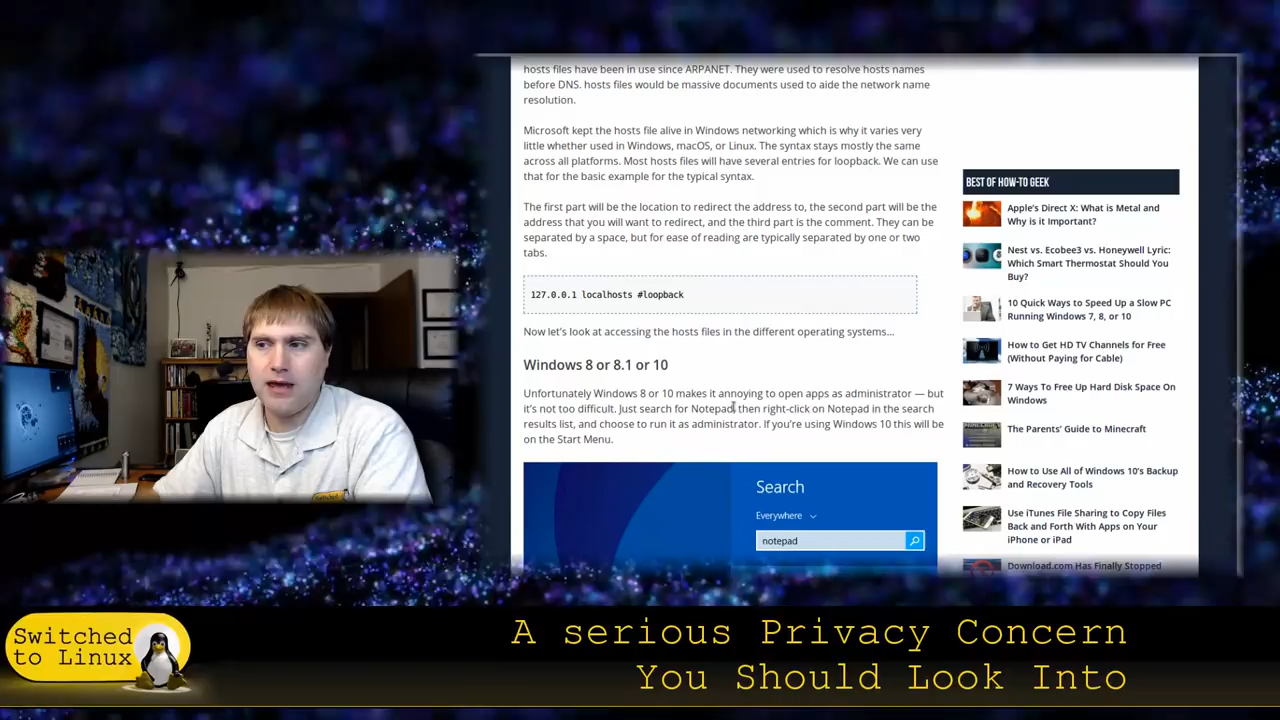 hosts files have been in use since ARPANET. They were used to resolve hosts names
before DNS. hosts files would be massive documents used to aide the network name
resolution.
Microsoft kept the hosts file alive in Windows networking which is why it varies very
little whether used in Windows, macOS, or Linux. The syntax stays mostly the same
across all platforms. Most hosts files will have several entries for loopback. We can use
that for the basic example for the typical syntax.
The first part will be the location to redirect the address to, the second part will be the
address that you will want to redirect, and the third part is the comment. They can be
separated by a space, but for ease of reading are typically separated by one or two
tabs.
127.0.0.1 localhosts #loopback
Now let's look at accessing the hosts files in the different operating systems...
Windows 8 or 8.1 or 10
Unfortunately Windows 8 or 10 makes it annoying to open apps as administrator — but
it's not too difficult. Just search for Notepad, then right-click on Notepad in the search
results list, and choose to run it as administrator. If you're using Windows 10 this will be
on the Start Menu.
Search
Everywhere
notepad
BEST OF HOW-TO GEEK
Apple's Direct X: What is Metal and
Why is it Important?
Nest vs. Ecobee3 vs. Honeywell Lyric:
Which Smart Thermostat Should You
Buy?
10 Quick Ways to Speed Up a Slow PC
Running Windows 7, 8, or 10
How to Get HD TV Channels for Free
(Without Paying for Cable)
7 Ways To Free Up Hard Disk Space On
Windows
The Parents' Guide to Minecraft
How to Use All of Windows 10's Backup
and Recovery Tools
Use iTunes File Sharing to Copy Files
Back and Forth With Apps on Your
iPhone or iPad
Download.com Has Finally Stopped
Switched
to Linux
A serious Privacy Concern
You Should Look Into